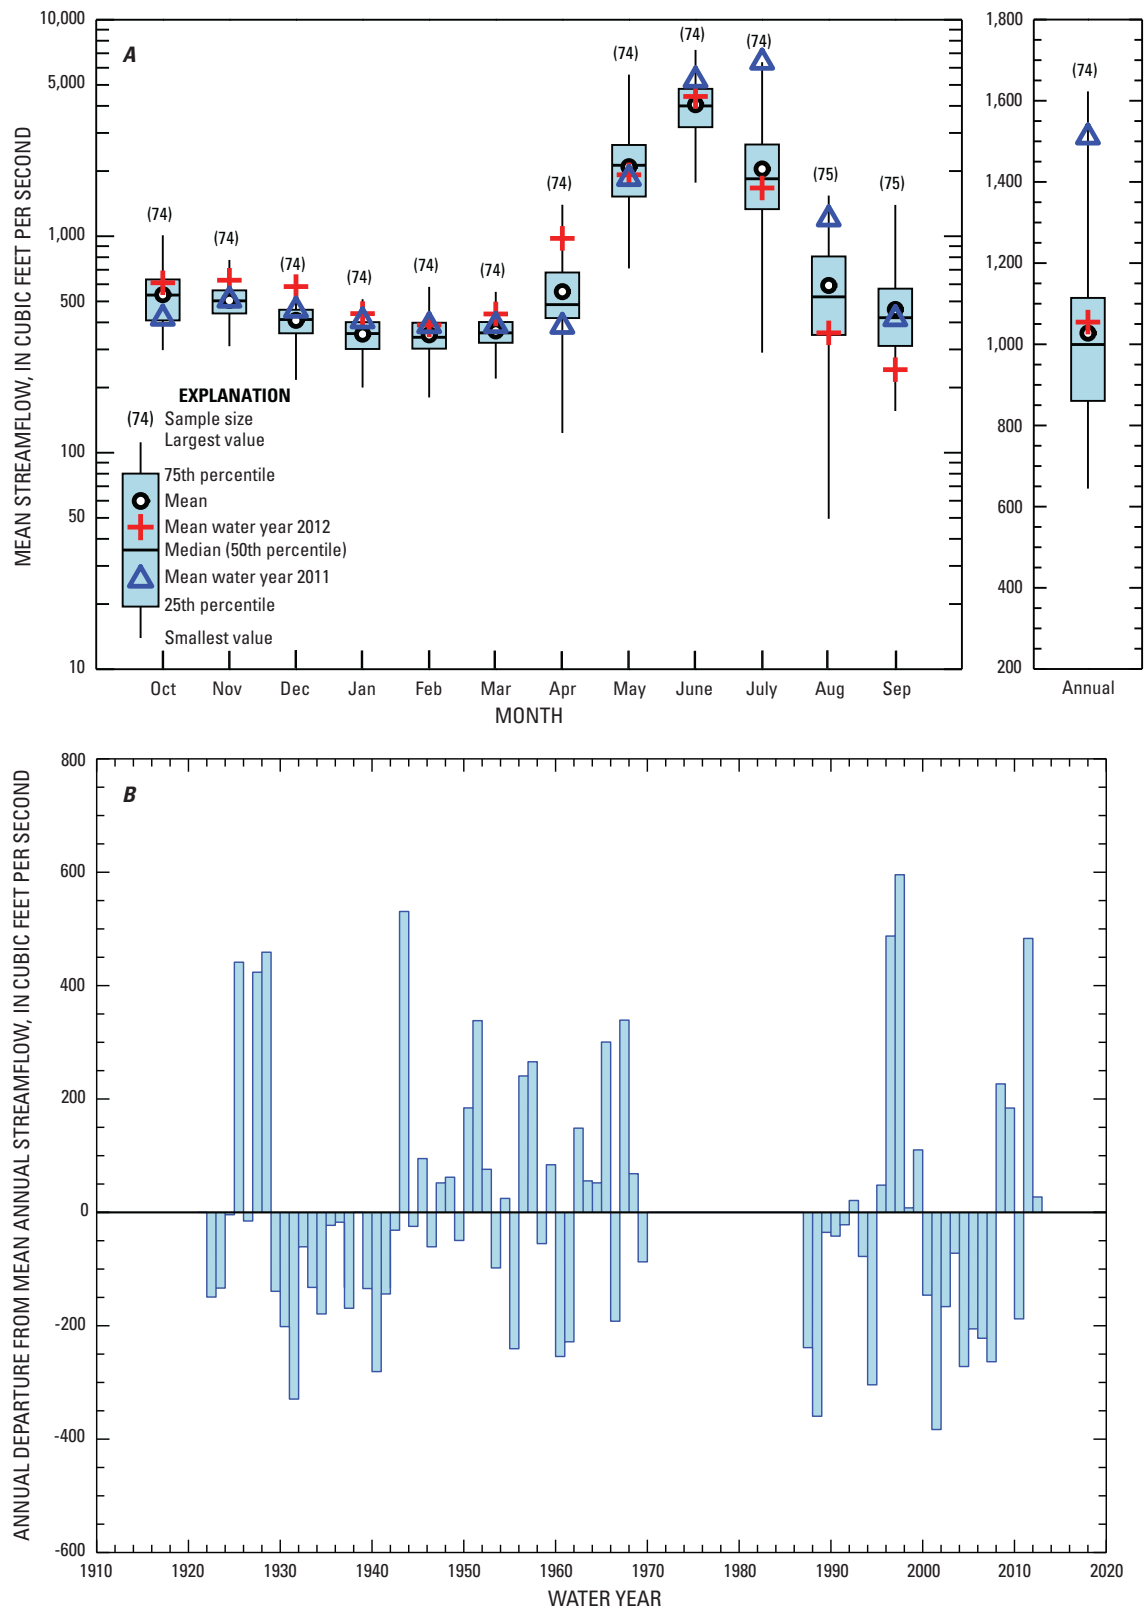 A
MEAN STREAMFLOW, IN CUBIC FEET PER SECOND
10,000
5,000
1,000
500
100
50
10
(74)
(74)
(74)
(74)
(74)
(74)
(74)
(74)
(74)
(74)
(75)
(75)
EXPLANATION
(74) Sample size
Largest value
75th percentile
Mean
Mean water year 2012
Median (50th percentile)
Mean water year 2011
25th percentile
Smallest value
Oct Nov Dec Jan Feb Mar Apr May June July Aug Sep
MONTH
1,800
1,600
1,400
1,200
1,000
800
600
400
200
(74)
Annual
B
ANNUAL DEPARTURE FROM MEAN ANNUAL STREAMFLOW, IN CUBIC FEET PER SECOND
800
600
400
200
0
-200
-400
-600
1910 1920 1930 1940 1950 1960 1970 1980 1990 2000 2010 2020
WATER YEAR